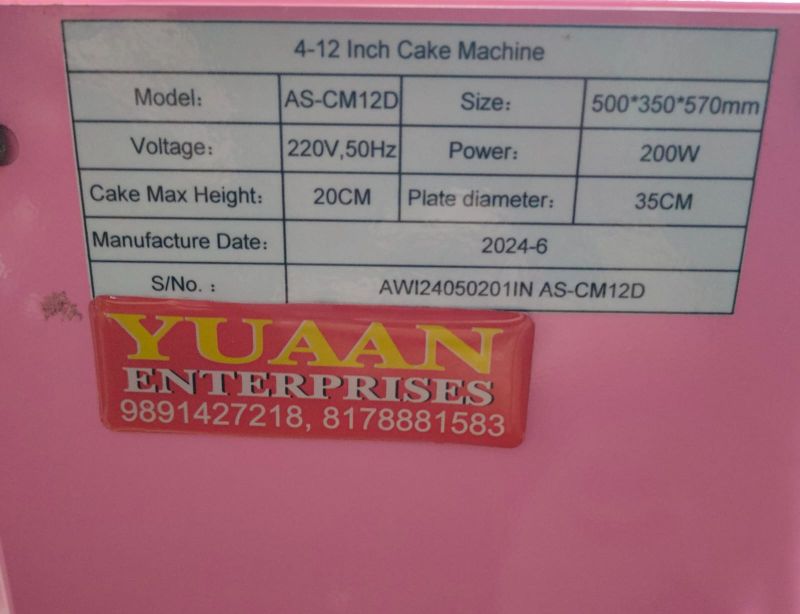 4-12 Inch Cake Machine
Model: AS-CM12D Size: 500*350*570mm
Voltage: 220V,50Hz Power: 200W
Cake Max Height: 20CM Plate diameter: 35CM
Manufacture Date: 2024-6
S/No. : AWI24050201IN AS-CM12D
YUAAN
ENTERPRISES
9891427218, 8178881583